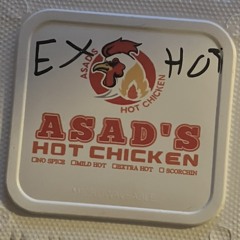 EX HOT
ASAD'S
HOT CHICKEN
ASAD'S
HOT CHICKEN
☐NO SPICE ☐MILD HOT ☐EXTRA HOT ☐SCORCHIN